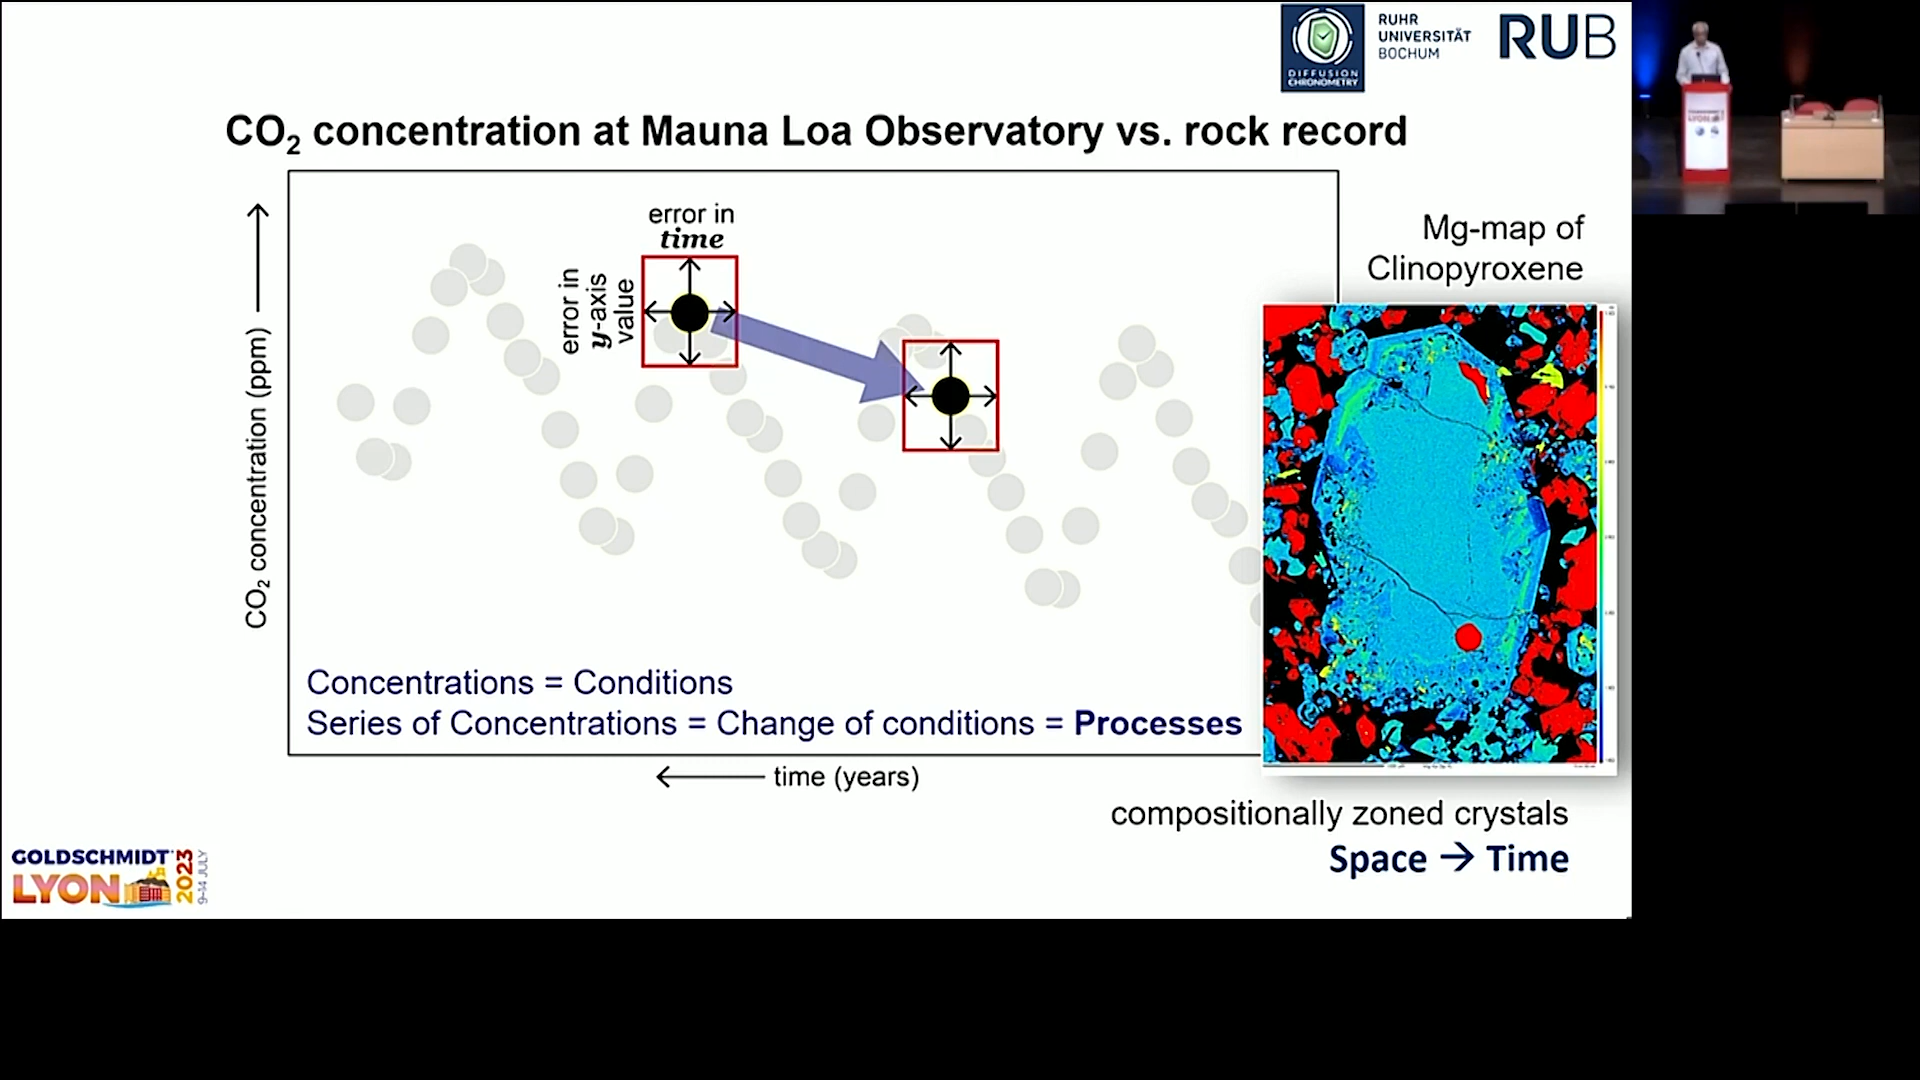 DIFFUSION
CHRONOMETRY
RUHR
UNIVERSITÄT
BOCHUM
RUB
CO₂ concentration at Mauna Loa Observatory vs. rock record
error in
time
error in
y-axis
value
CO₂ concentration (ppm)
Mg-map of
Clinopyroxene
Concentrations = Conditions
Series of Concentrations = Change of conditions = Processes
← time (years)
compositionally zoned crystals
Space → Time
GOLDSCHMIDT
LYON
2023
9-14 JULY
LYON